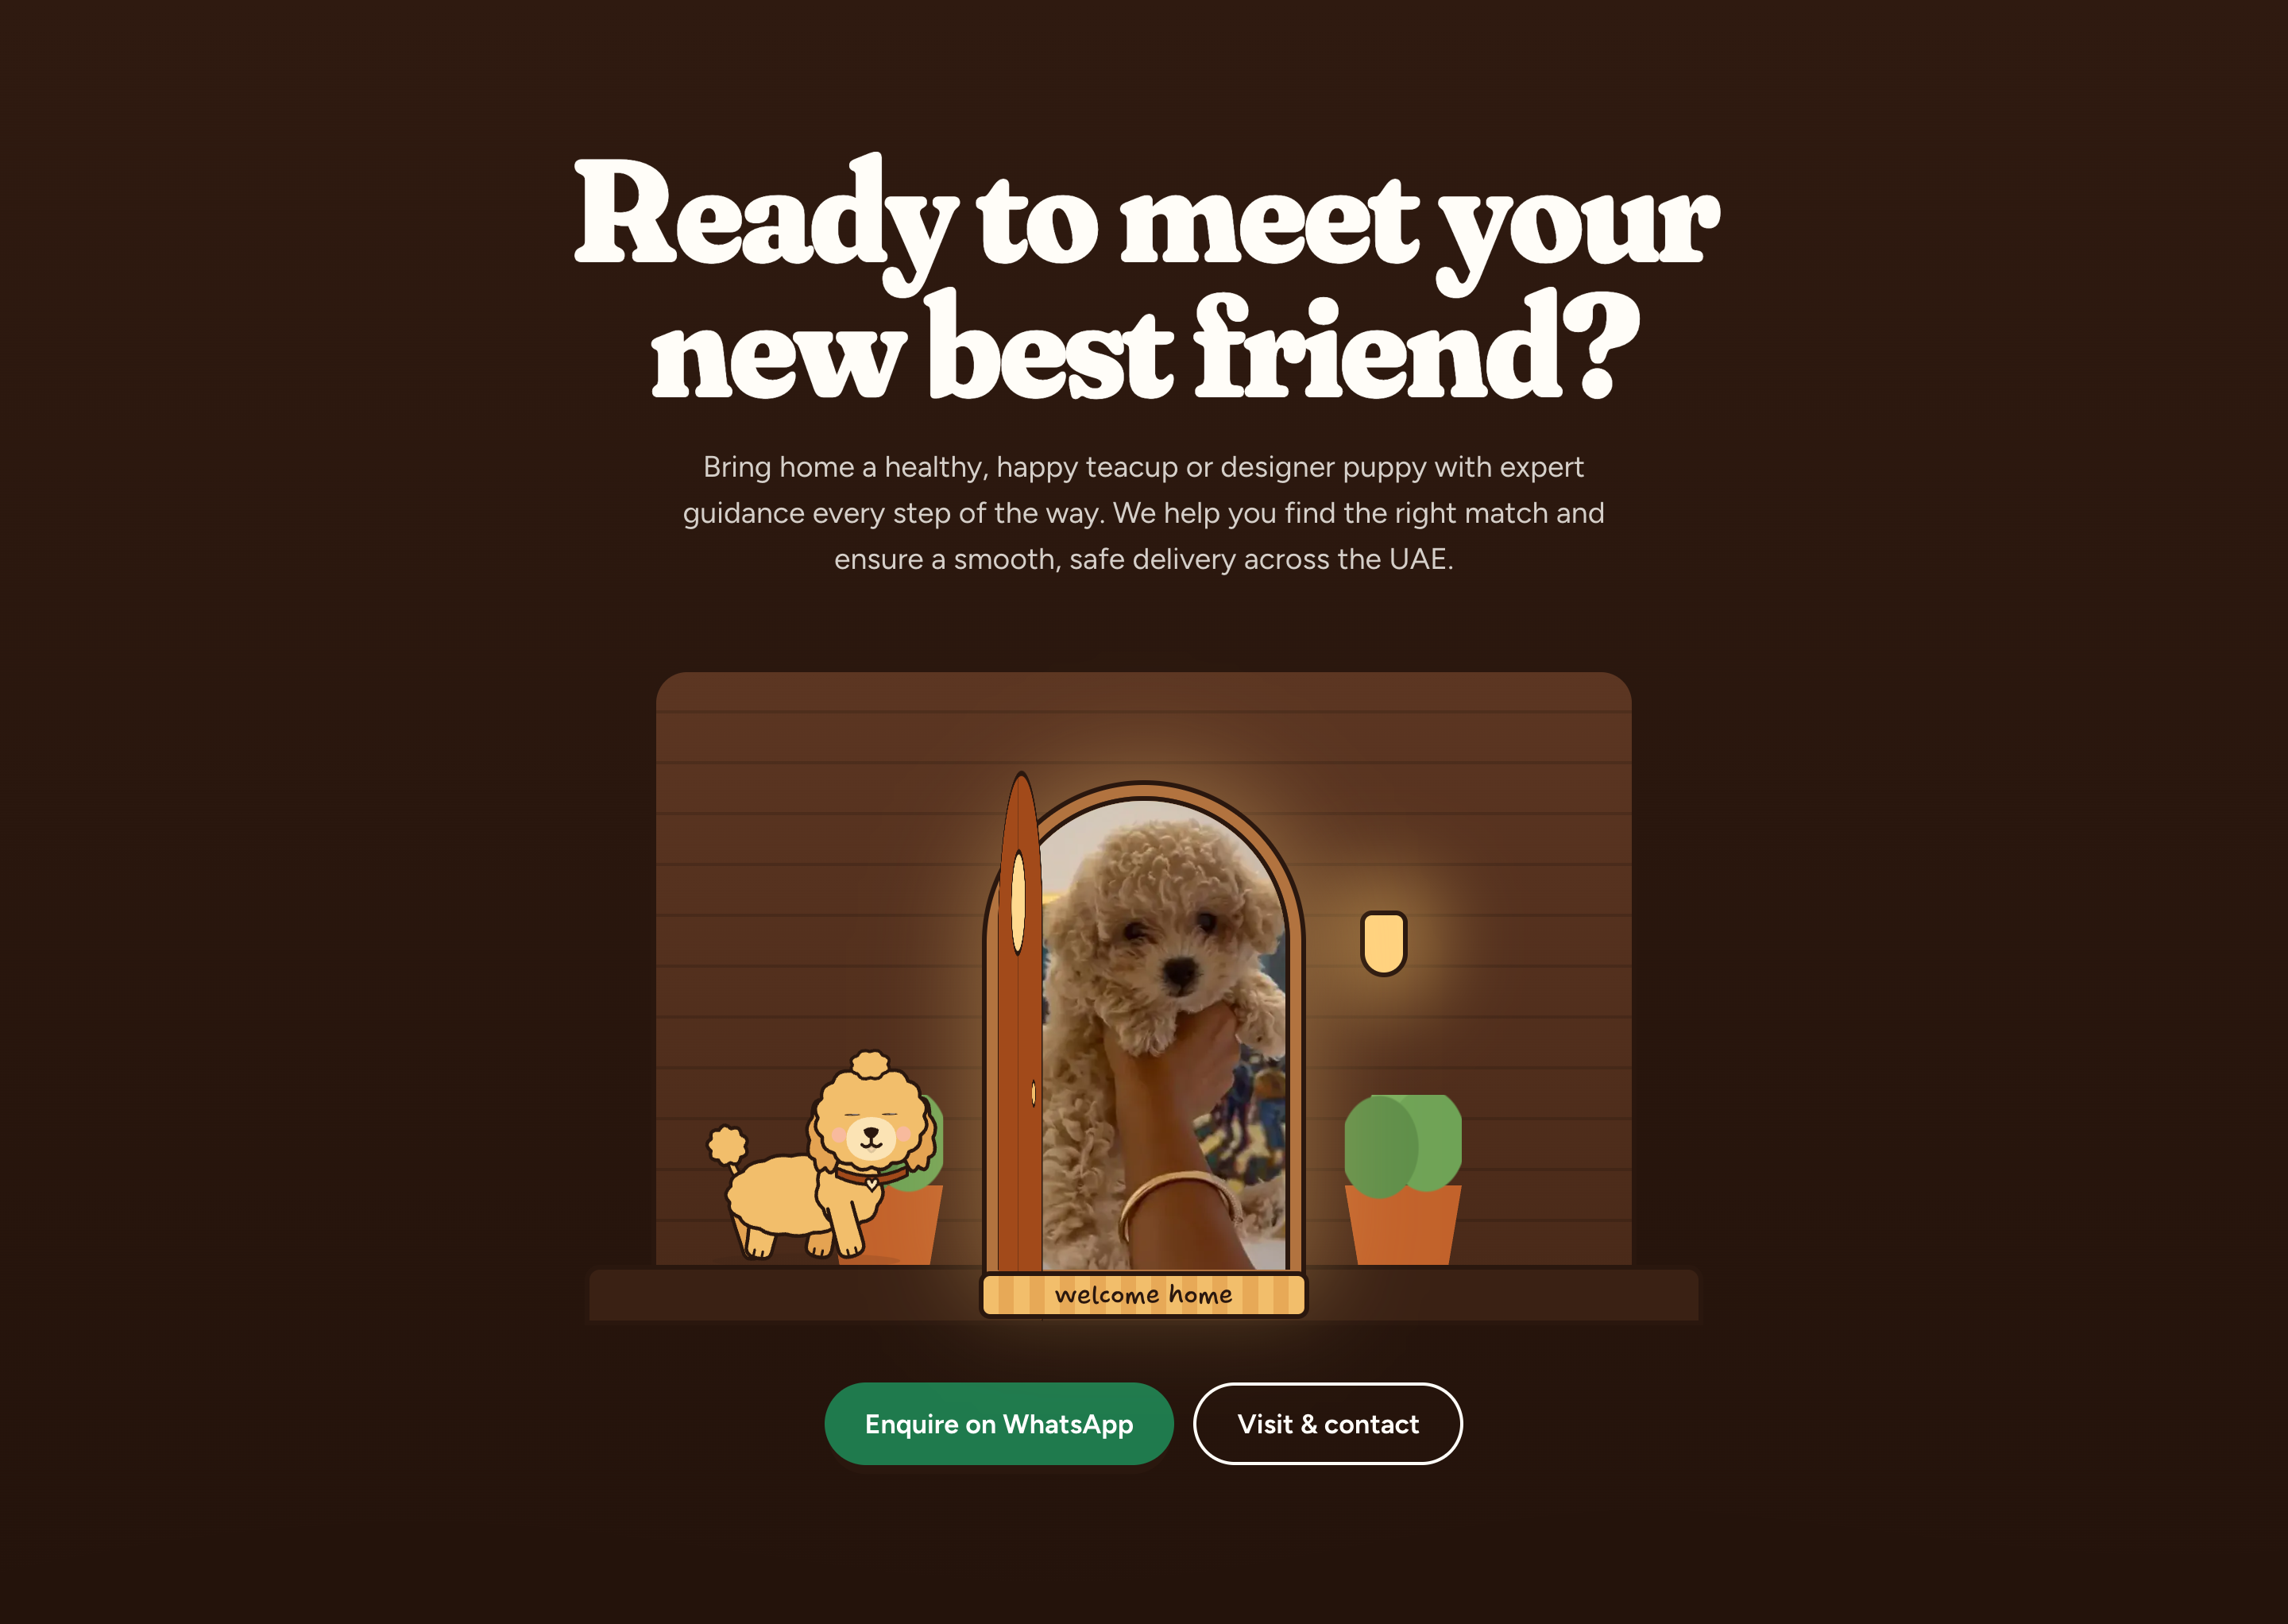 Ready to meet your
new best friend?
Bring home a healthy, happy teacup or designer puppy with expert
guidance every step of the way. We help you find the right match and
ensure a smooth, safe delivery across the UAE.
welcome home
Enquire on WhatsApp
Visit & contact